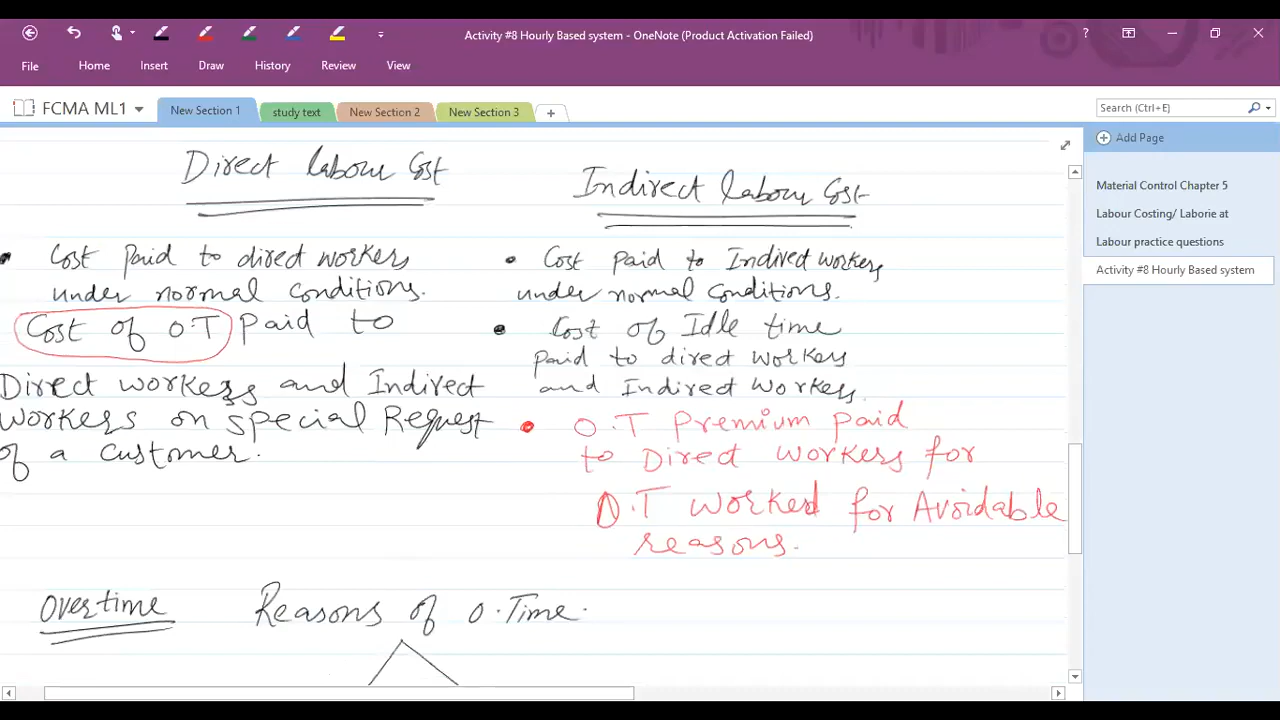 Activity #8 Hourly Based system - OneNote (Product Activation Failed)
?
File Home Insert Draw History Review View
FCMA ML1
New Section 1 study text New Section 2 New Section 3
Search (Ctrl+E)
Add Page
Material Control Chapter 5
Labour Costing/ Laborie at
Labour practice questions
Activity #8 Hourly Based system
Direct labour Cost
• Cost Paid to direct workers
under normal conditions.
Cost of O.T Paid to
Direct workers and Indirect
workers on special Request
of a customer.
Indirect labour Cost
• Cost paid to Indirect workers
under normal Conditions.
• Cost of Idle time
paid to direct workers
and Indirect Workers.
• O.T Premium paid
to Direct workers for
O.T worked for Avoidable
reasons.
Overtime Reasons of O.Time.